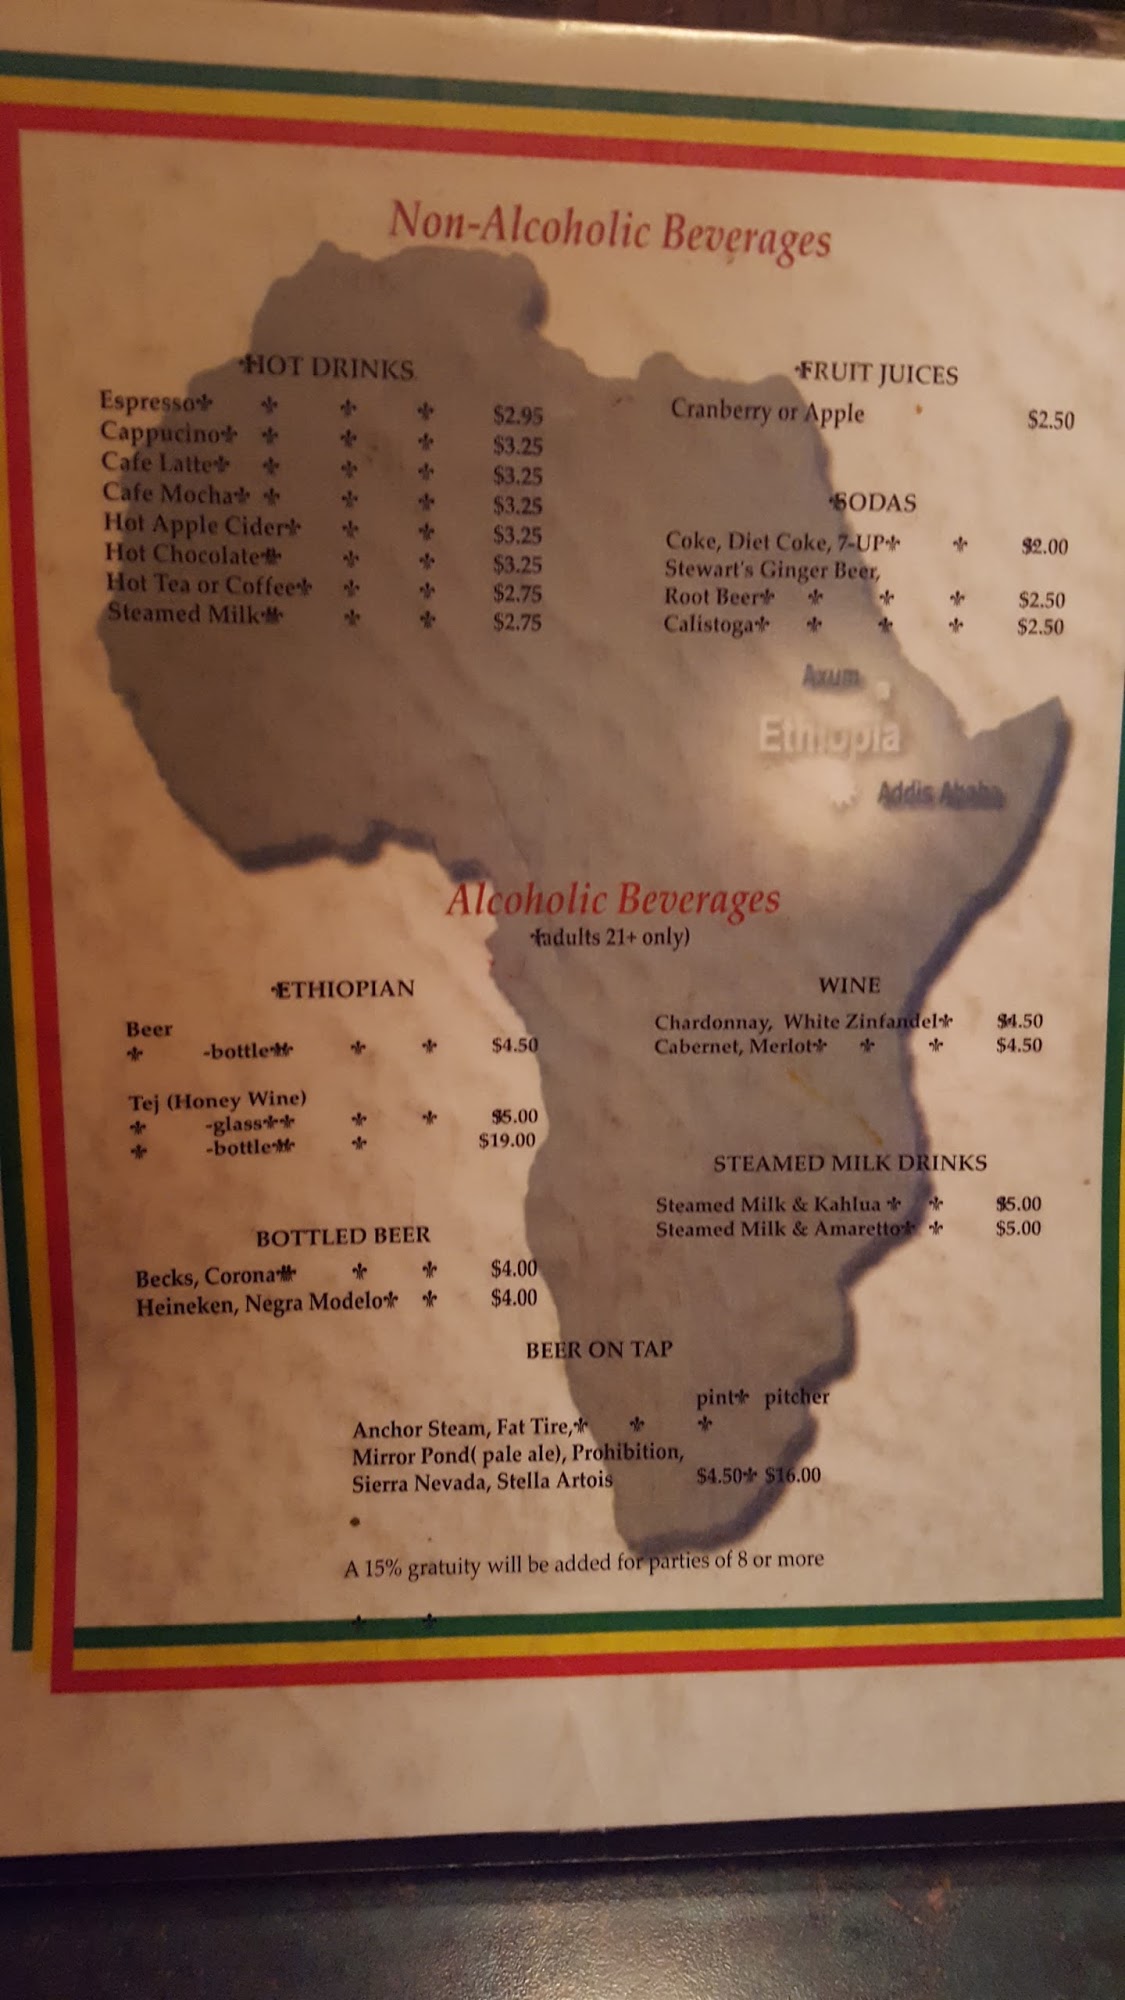 Non-Alcoholic Beverages
HOT DRINKS
Espresso $2.95
Cappucino $3.25
Cafe Latte $3.25
Cafe Mocha $3.25
Hot Apple Cider $3.25
Hot Chocolate $3.25
Hot Tea or Coffee $2.75
Steamed Milk $2.75
FRUIT JUICES
Cranberry or Apple $2.50
SODAS
Coke, Diet Coke, 7-UP $2.00
Stewart's Ginger Beer,
Root Beer $2.50
Calistoga $2.50
Axum
Ethiopia
Addis Ababa
Alcoholic Beverages
(adults 21+ only)
ETHIOPIAN
Beer
-bottle $4.50
Tej (Honey Wine)
-glass $5.00
-bottle $19.00
WINE
Chardonnay, White Zinfandel $4.50
Cabernet, Merlot $4.50
STEAMED MILK DRINKS
Steamed Milk & Kahlua $5.00
Steamed Milk & Amaretto $5.00
BOTTLED BEER
Becks, Corona $4.00
Heineken, Negra Modelo $4.00
BEER ON TAP
pint pitcher
Anchor Steam, Fat Tire,
Mirror Pond( pale ale), Prohibition,
Sierra Nevada, Stella Artois $4.50 $16.00
A 15% gratuity will be added for parties of 8 or more